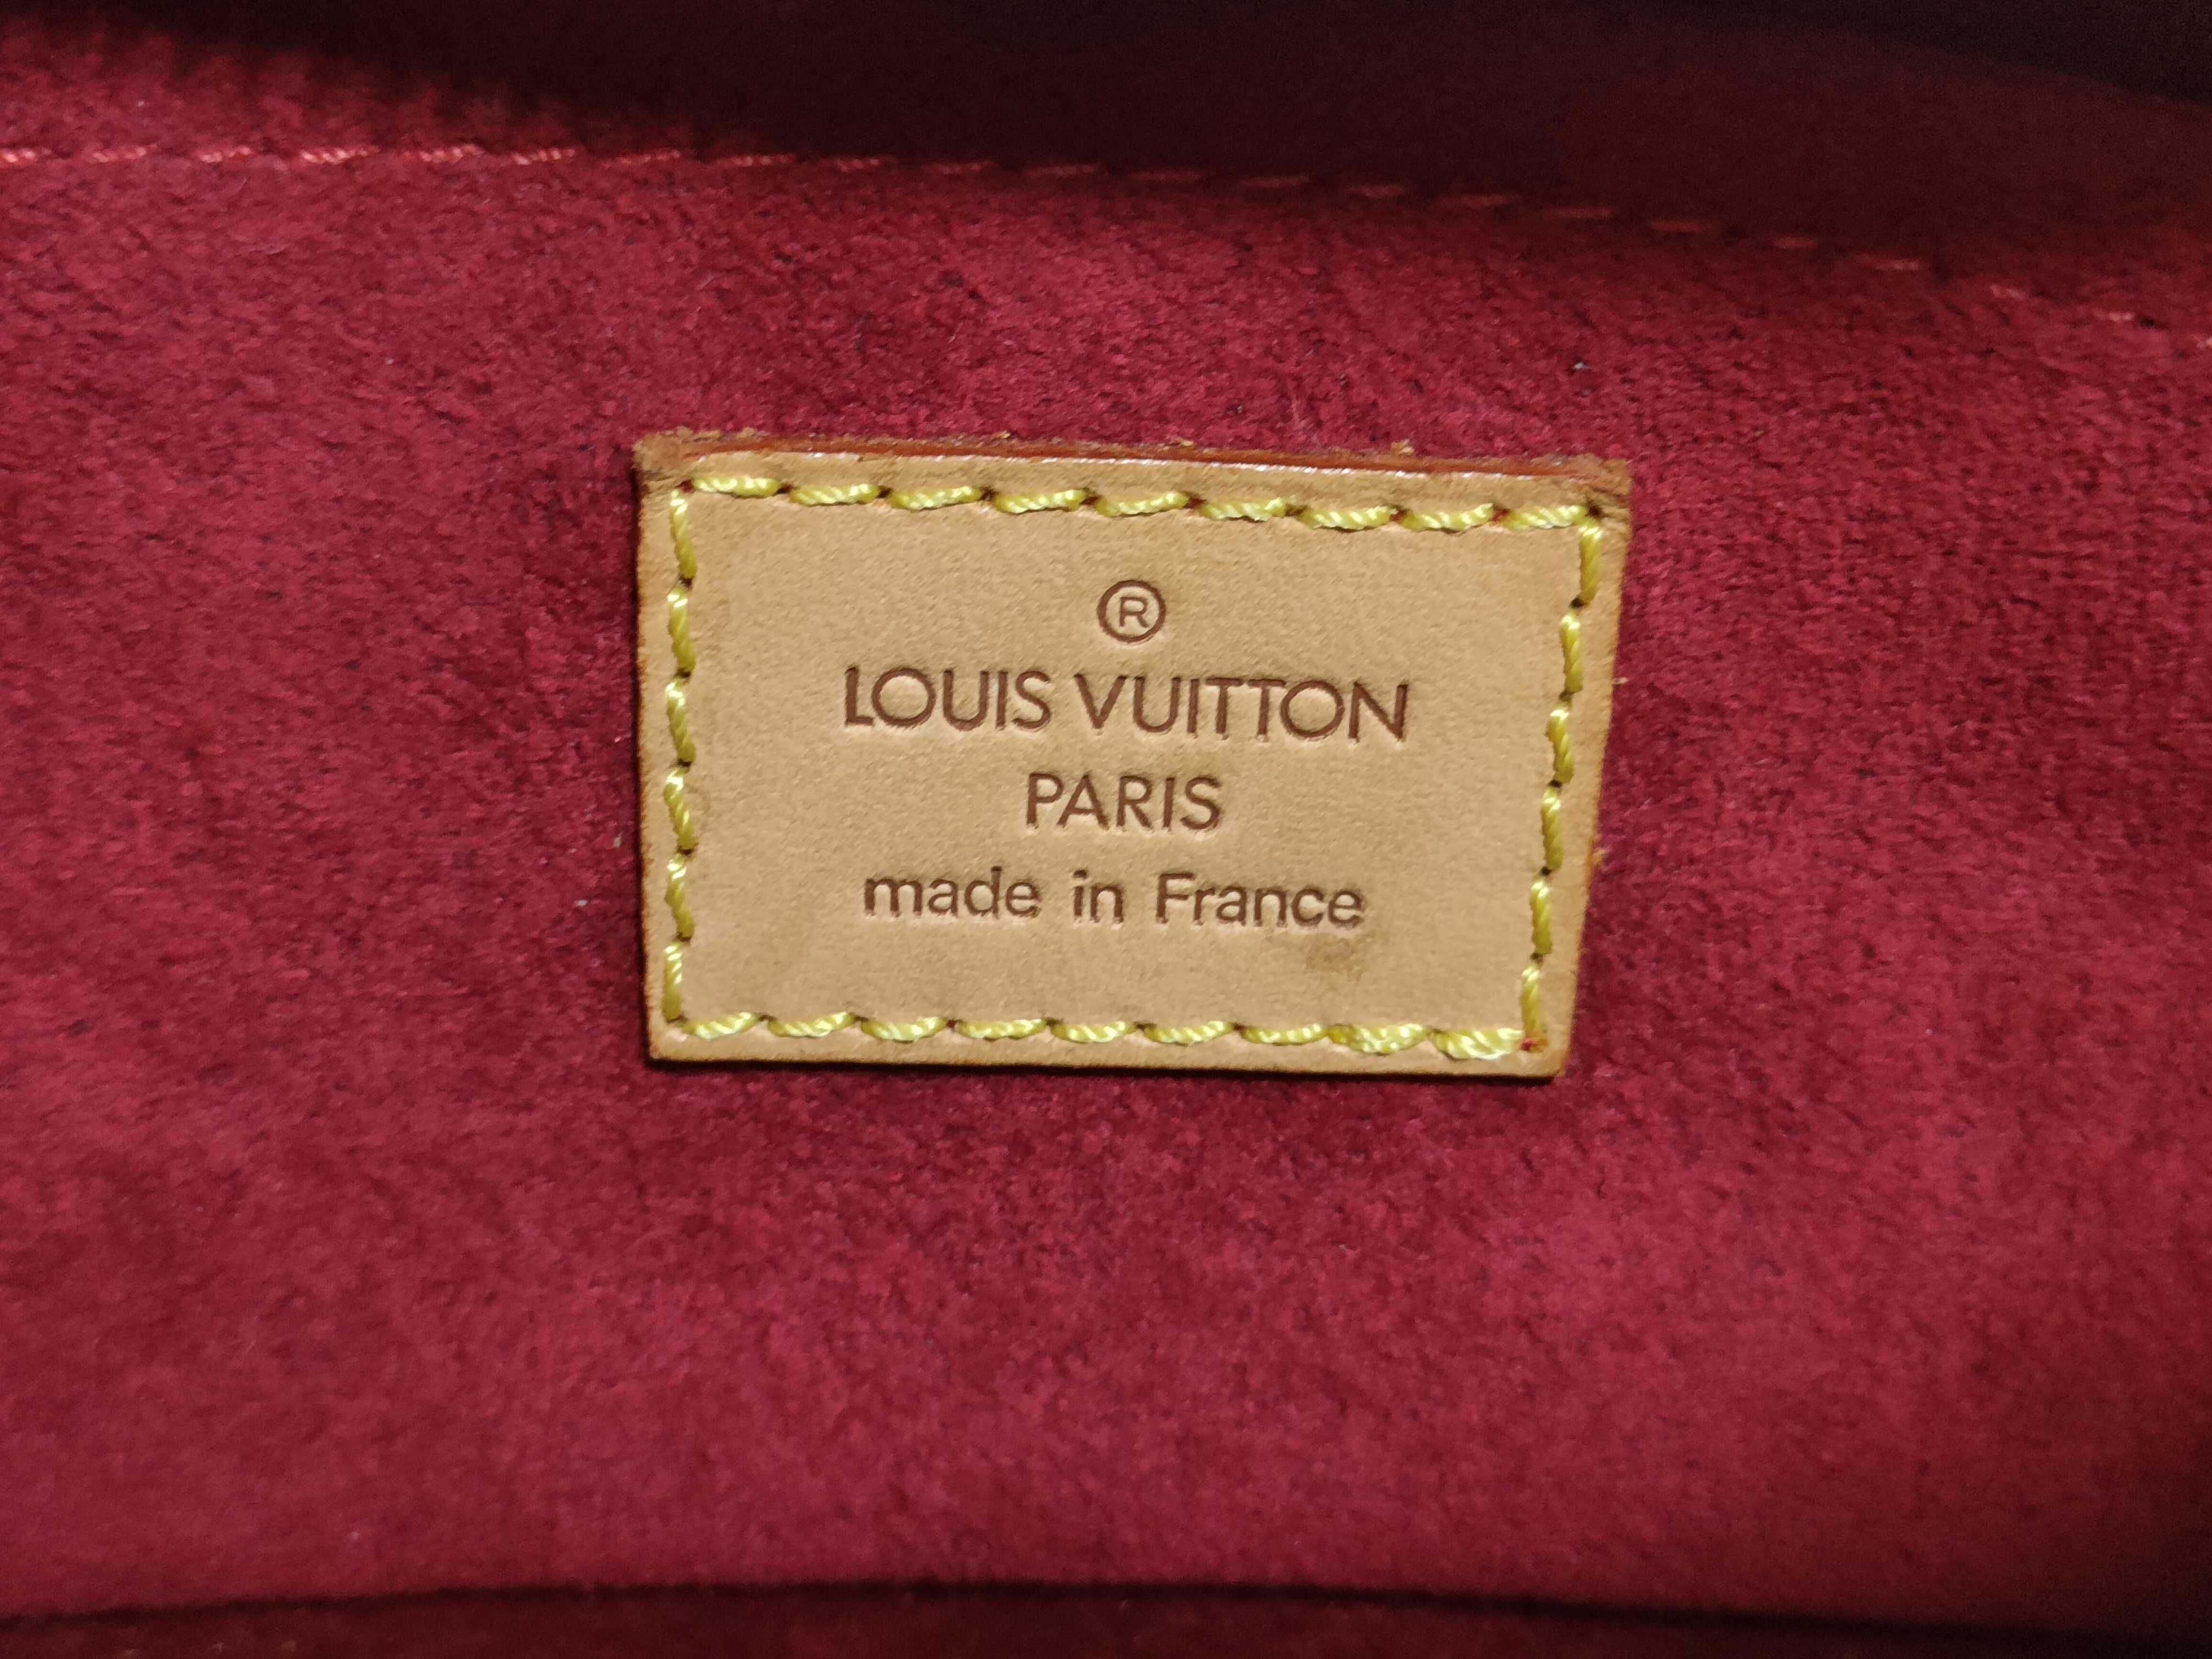 ®
LOUIS VUITTON
PARIS
made in France